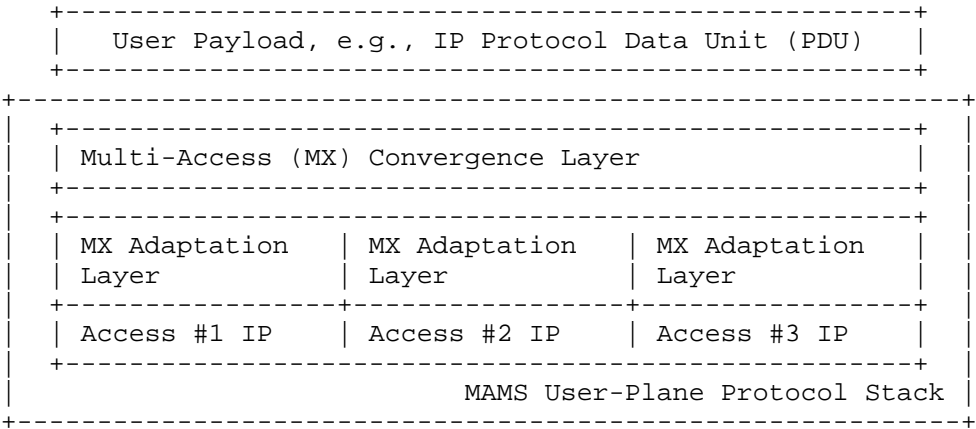 User Payload, e.g., IP Protocol Data Unit (PDU)
Multi-Access (MX) Convergence Layer
MX Adaptation | MX Adaptation | MX Adaptation
Layer | Layer | Layer
Access #1 IP | Access #2 IP | Access #3 IP
MAMS User-Plane Protocol Stack